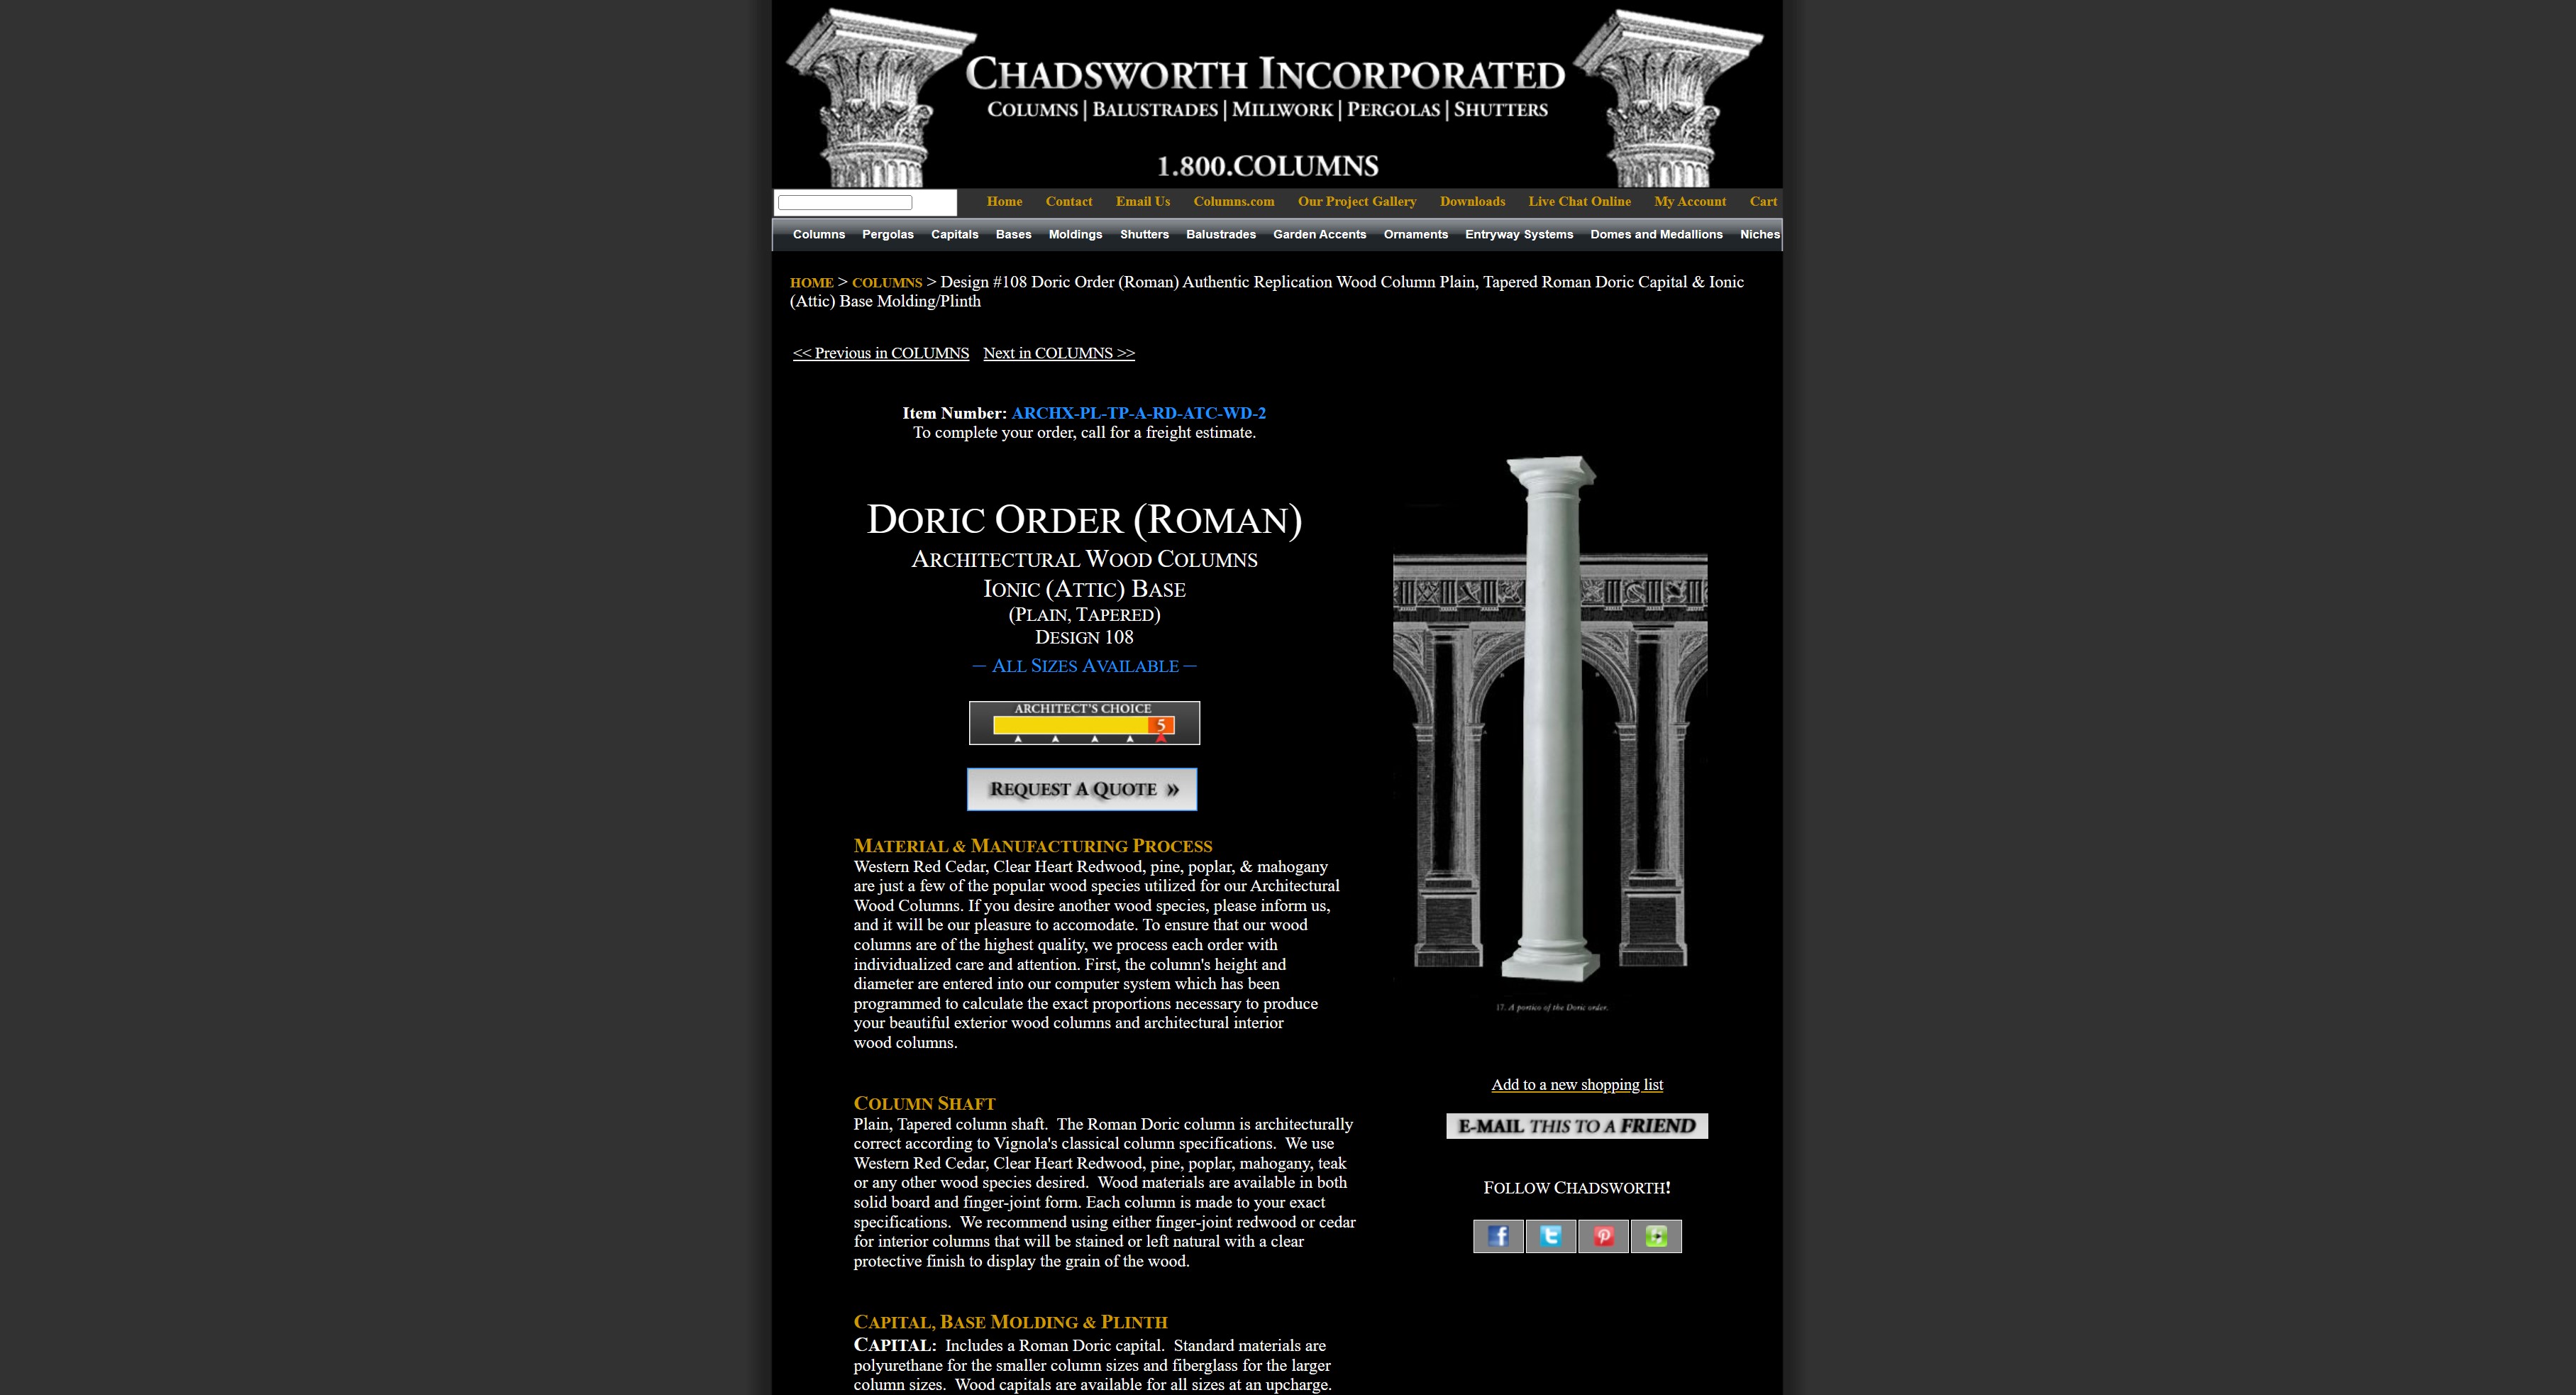 CHADSWORTH INCORPORATED
COLUMNS | BALUSTRADES | MILLWORK | PERGOLAS | SHUTTERS
1.800.COLUMNS
Home Contact Email Us Columns.com Our Project Gallery Downloads Live Chat Online My Account Cart
Columns Pergolas Capitals Bases Moldings Shutters Balustrades Garden Accents Ornaments Entryway Systems Domes and Medallions Niches
HOME > COLUMNS > Design #108 Doric Order (Roman) Authentic Replication Wood Column Plain, Tapered Roman Doric Capital & Ionic
(Attic) Base Molding/Plinth
<< Previous in COLUMNS Next in COLUMNS >>
Item Number: ARCHX-PL-TP-A-RD-ATC-WD-2
To complete your order, call for a freight estimate.
DORIC ORDER (ROMAN)
ARCHITECTURAL WOOD COLUMNS
IONIC (ATTIC) BASE
(PLAIN, TAPERED)
DESIGN 108
— ALL SIZES AVAILABLE —
ARCHITECT'S CHOICE
5
REQUEST A QUOTE »
MATERIAL & MANUFACTURING PROCESS
Western Red Cedar, Clear Heart Redwood, pine, poplar, & mahogany
are just a few of the popular wood species utilized for our Architectural
Wood Columns. If you desire another wood species, please inform us,
and it will be our pleasure to accomodate. To ensure that our wood
columns are of the highest quality, we process each order with
individualized care and attention. First, the column's height and
diameter are entered into our computer system which has been
programmed to calculate the exact proportions necessary to produce
your beautiful exterior wood columns and architectural interior
wood columns.
COLUMN SHAFT
Plain, Tapered column shaft. The Roman Doric column is architecturally
correct according to Vignola's classical column specifications. We use
Western Red Cedar, Clear Heart Redwood, pine, poplar, mahogany, teak
or any other wood species desired. Wood materials are available in both
solid board and finger-joint form. Each column is made to your exact
specifications. We recommend using either finger-joint redwood or cedar
for interior columns that will be stained or left natural with a clear
protective finish to display the grain of the wood.
CAPITAL, BASE MOLDING & PLINTH
CAPITAL: Includes a Roman Doric capital. Standard materials are
polyurethane for the smaller column sizes and fiberglass for the larger
column sizes. Wood capitals are available for all sizes at an upcharge.
17. A portico of the Doric order.
Add to a new shopping list
E-MAIL THIS TO A FRIEND
FOLLOW CHADSWORTH!